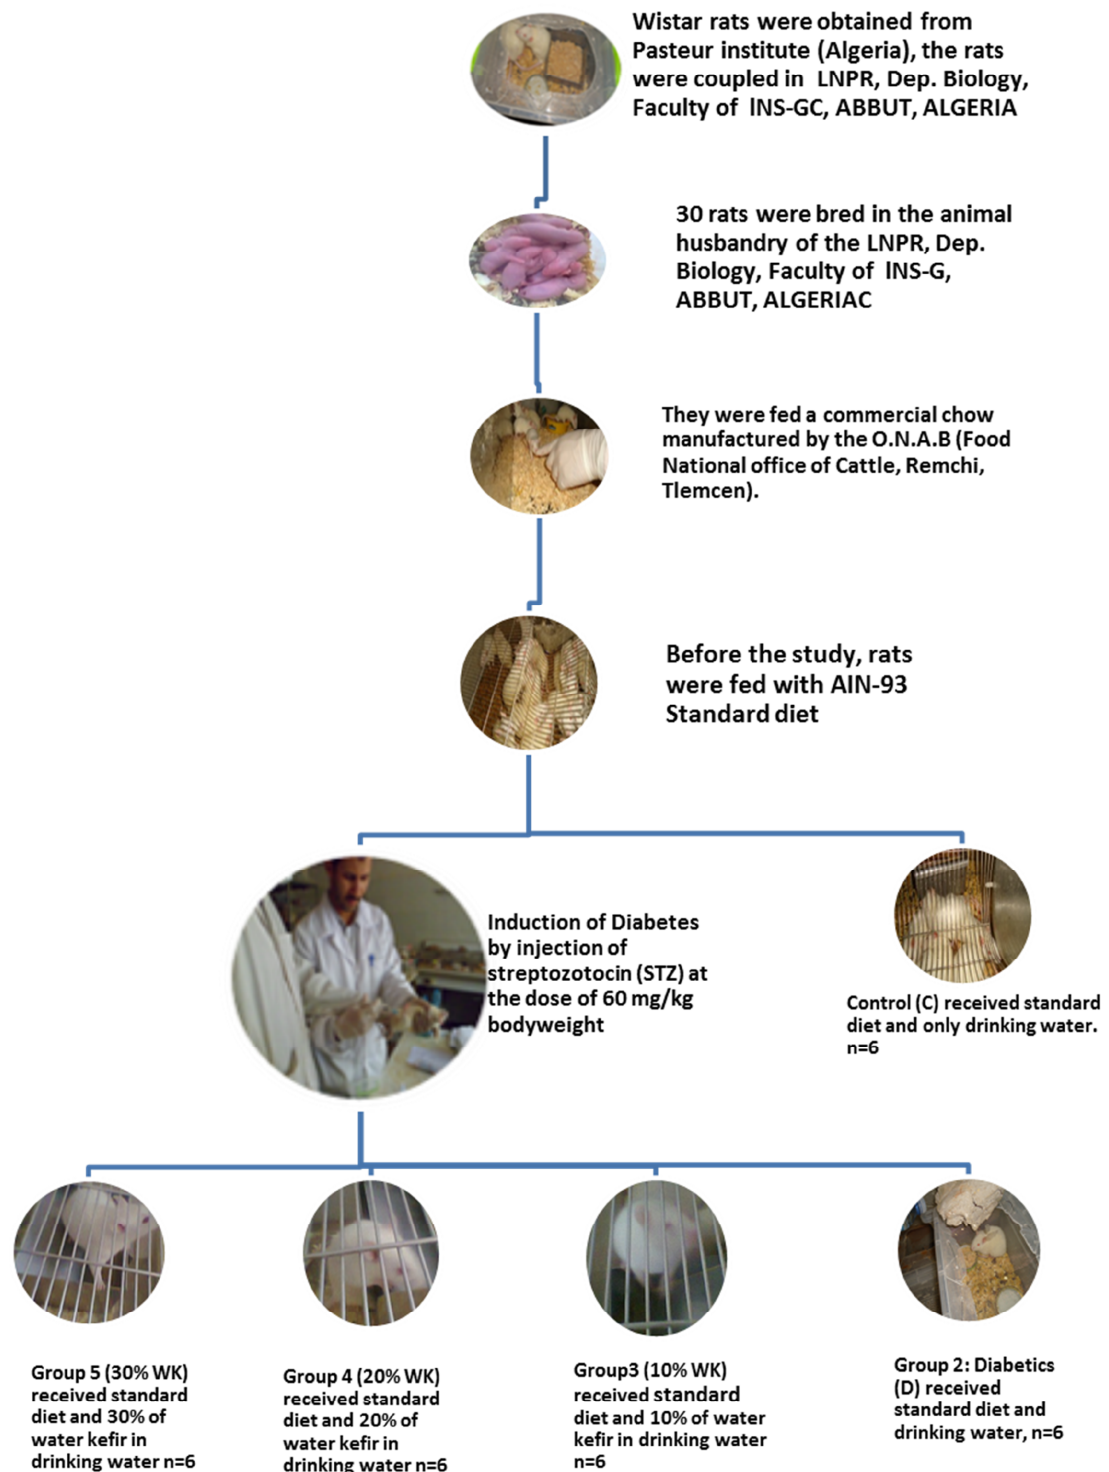 Wistar rats were obtained from
Pasteur institute (Algeria), the rats
were coupled in LNPR, Dep. Biology,
Faculty of lNS-GC, ABBUT, ALGERIA
30 rats were bred in the animal
husbandry of the LNPR, Dep.
Biology, Faculty of lNS-G,
ABBUT, ALGERIAC
They were fed a commercial chow
manufactured by the O.N.A.B (Food
National office of Cattle, Remchi,
Tlemcen).
Before the study, rats
were fed with AIN-93
Standard diet
Induction of Diabetes
by injection of
streptozotocin (STZ) at
the dose of 60 mg/kg
bodyweight
Control (C) received standard
diet and only drinking water.
n=6
Group 5 (30% WK)
received standard
diet and 30% of
water kefir in
drinking water n=6
Group 4 (20% WK)
received standard
diet and 20% of
water kefir in
drinking water n=6
Group3 (10% WK)
received standard
diet and 10% of water
kefir in drinking water
n=6
Group 2: Diabetics
(D) received
standard diet and
drinking water, n=6